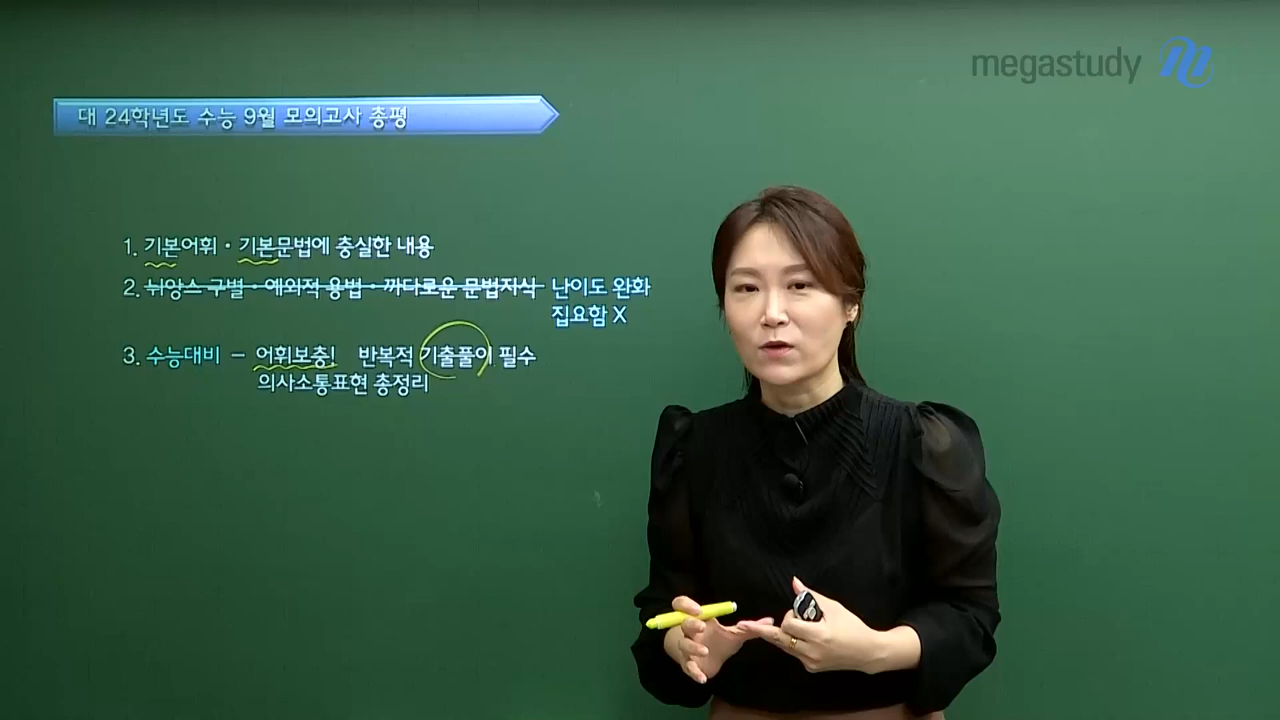 megastudy
대 24학년도 수능 9월 모의고사 총평
1. 기본어휘·기본문법에 충실한 내용
2. 뉘앙스 구별·예외적 용법·까다로운 문법지식 난이도 완화
집요함 X
3. 수능대비 - 어휘보충! 반복적 기출풀이 필수
의사소통표현 총정리